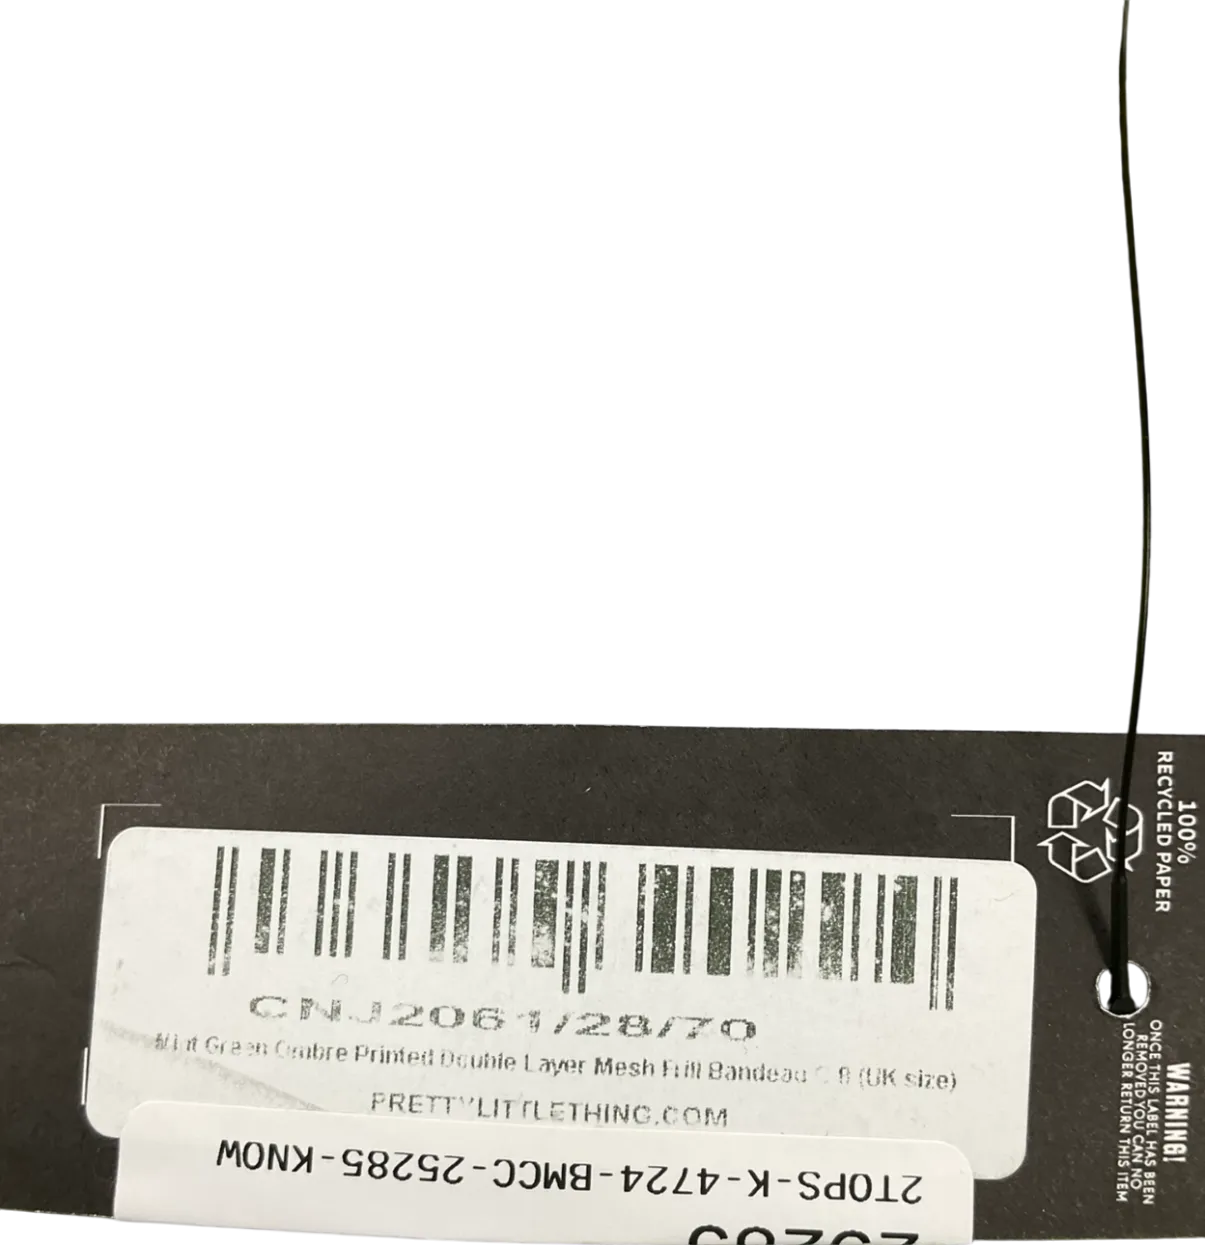 CNJ2061/28/70
Mint Green Ombre Printed Double Layer Mesh Frill Bandeau (UK size)
PRETTYLITTLETHING.COM
2TOPS-K-4724-BMCC-25285-KNOW
100%
RECYCLED PAPER
WARNING!
ONCE THIS LABEL HAS BEEN
REMOVED YOU CAN NO
LONGER RETURN THIS ITEM